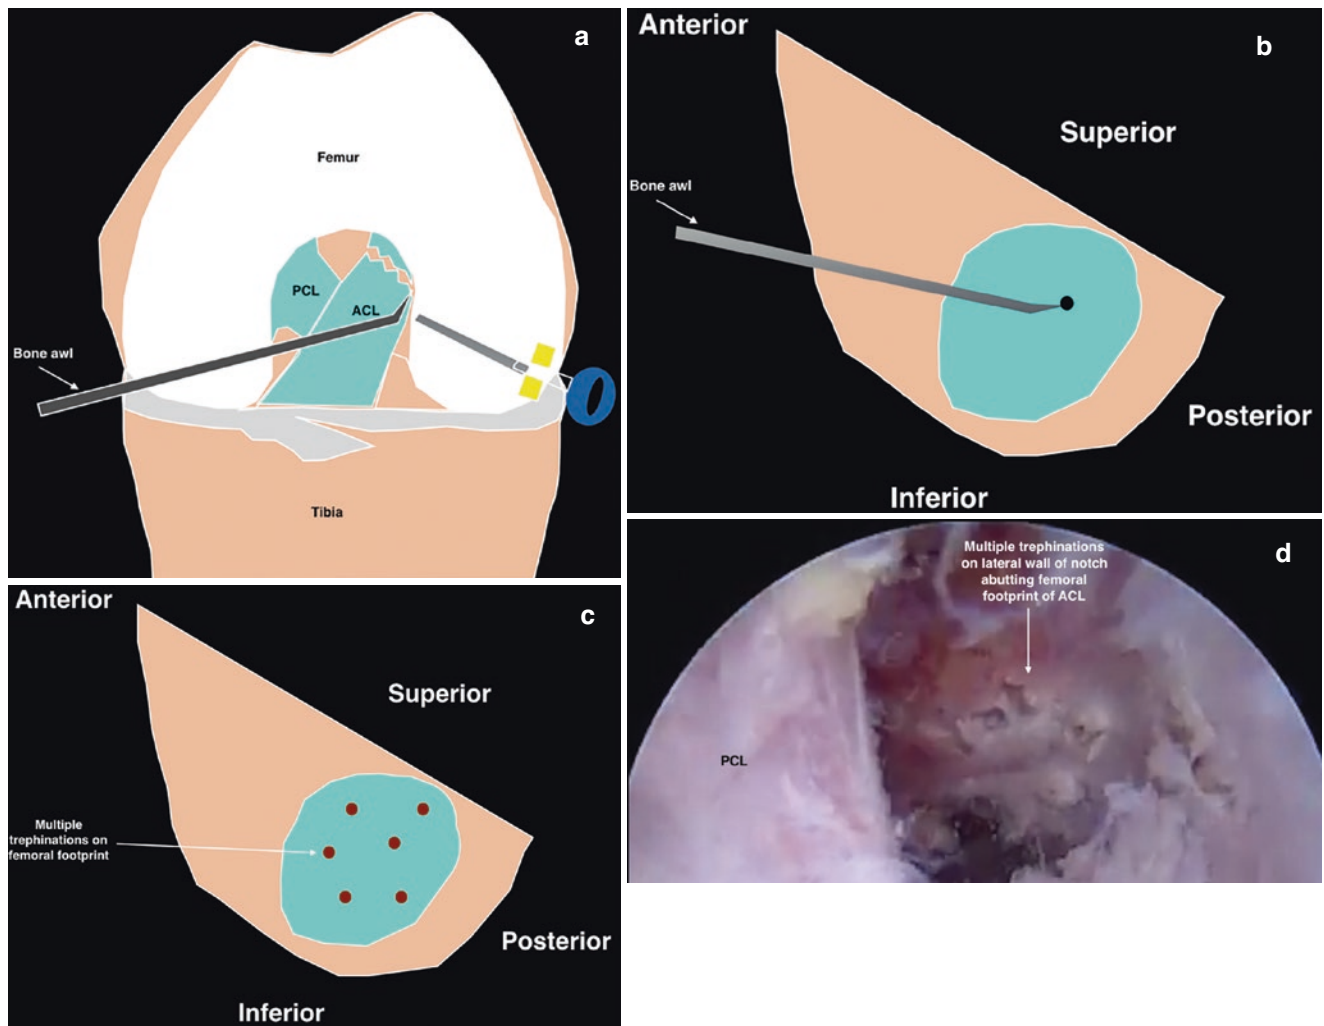 a
Femur
PCL
ACL
Bone awl
Tibia
Anterior
b
Superior
Bone awl
Posterior
Inferior
Anterior
c
Superior
Multiple
trephinations on
femoral footprint
Posterior
Inferior
Multiple trephinations
on lateral wall of notch
abutting femoral
footprint of ACL
d
PCL